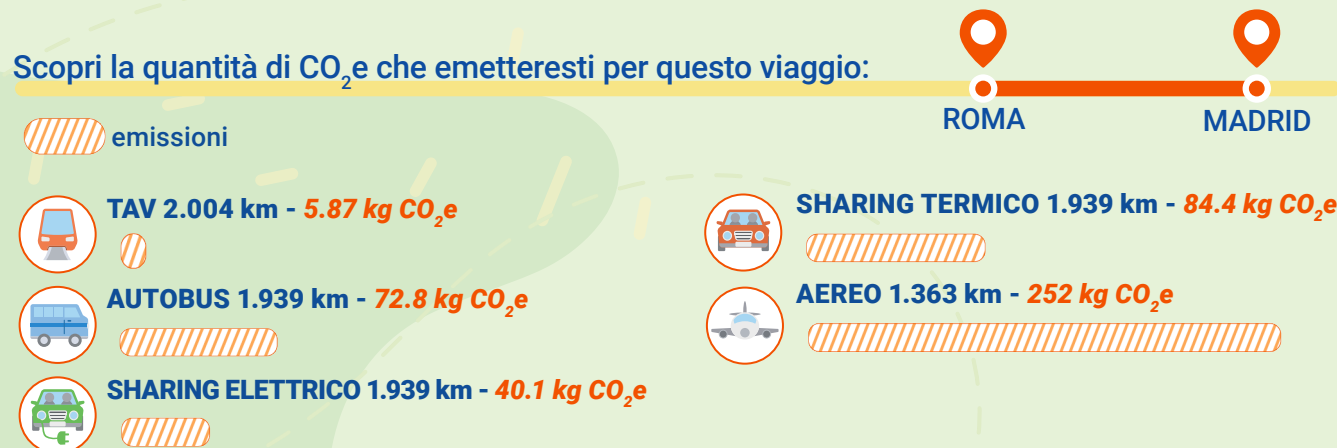 Scopri la quantità di CO₂e che emetteresti per questo viaggio:
ROMA
MADRID
emissioni
TAV 2.004 km - 5.87 kg CO₂e
AUTOBUS 1.939 km - 72.8 kg CO₂e
SHARING ELETTRICO 1.939 km - 40.1 kg CO₂e
SHARING TERMICO 1.939 km - 84.4 kg CO₂e
AEREO 1.363 km - 252 kg CO₂e